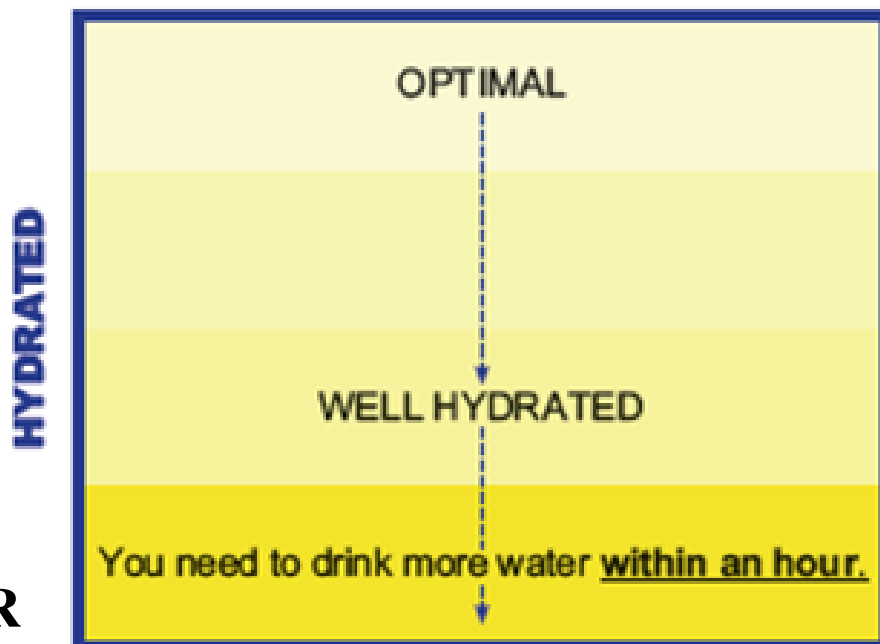 OPTIMAL
HYDRATED
WELL HYDRATED
You need to drink more water within an hour.
R